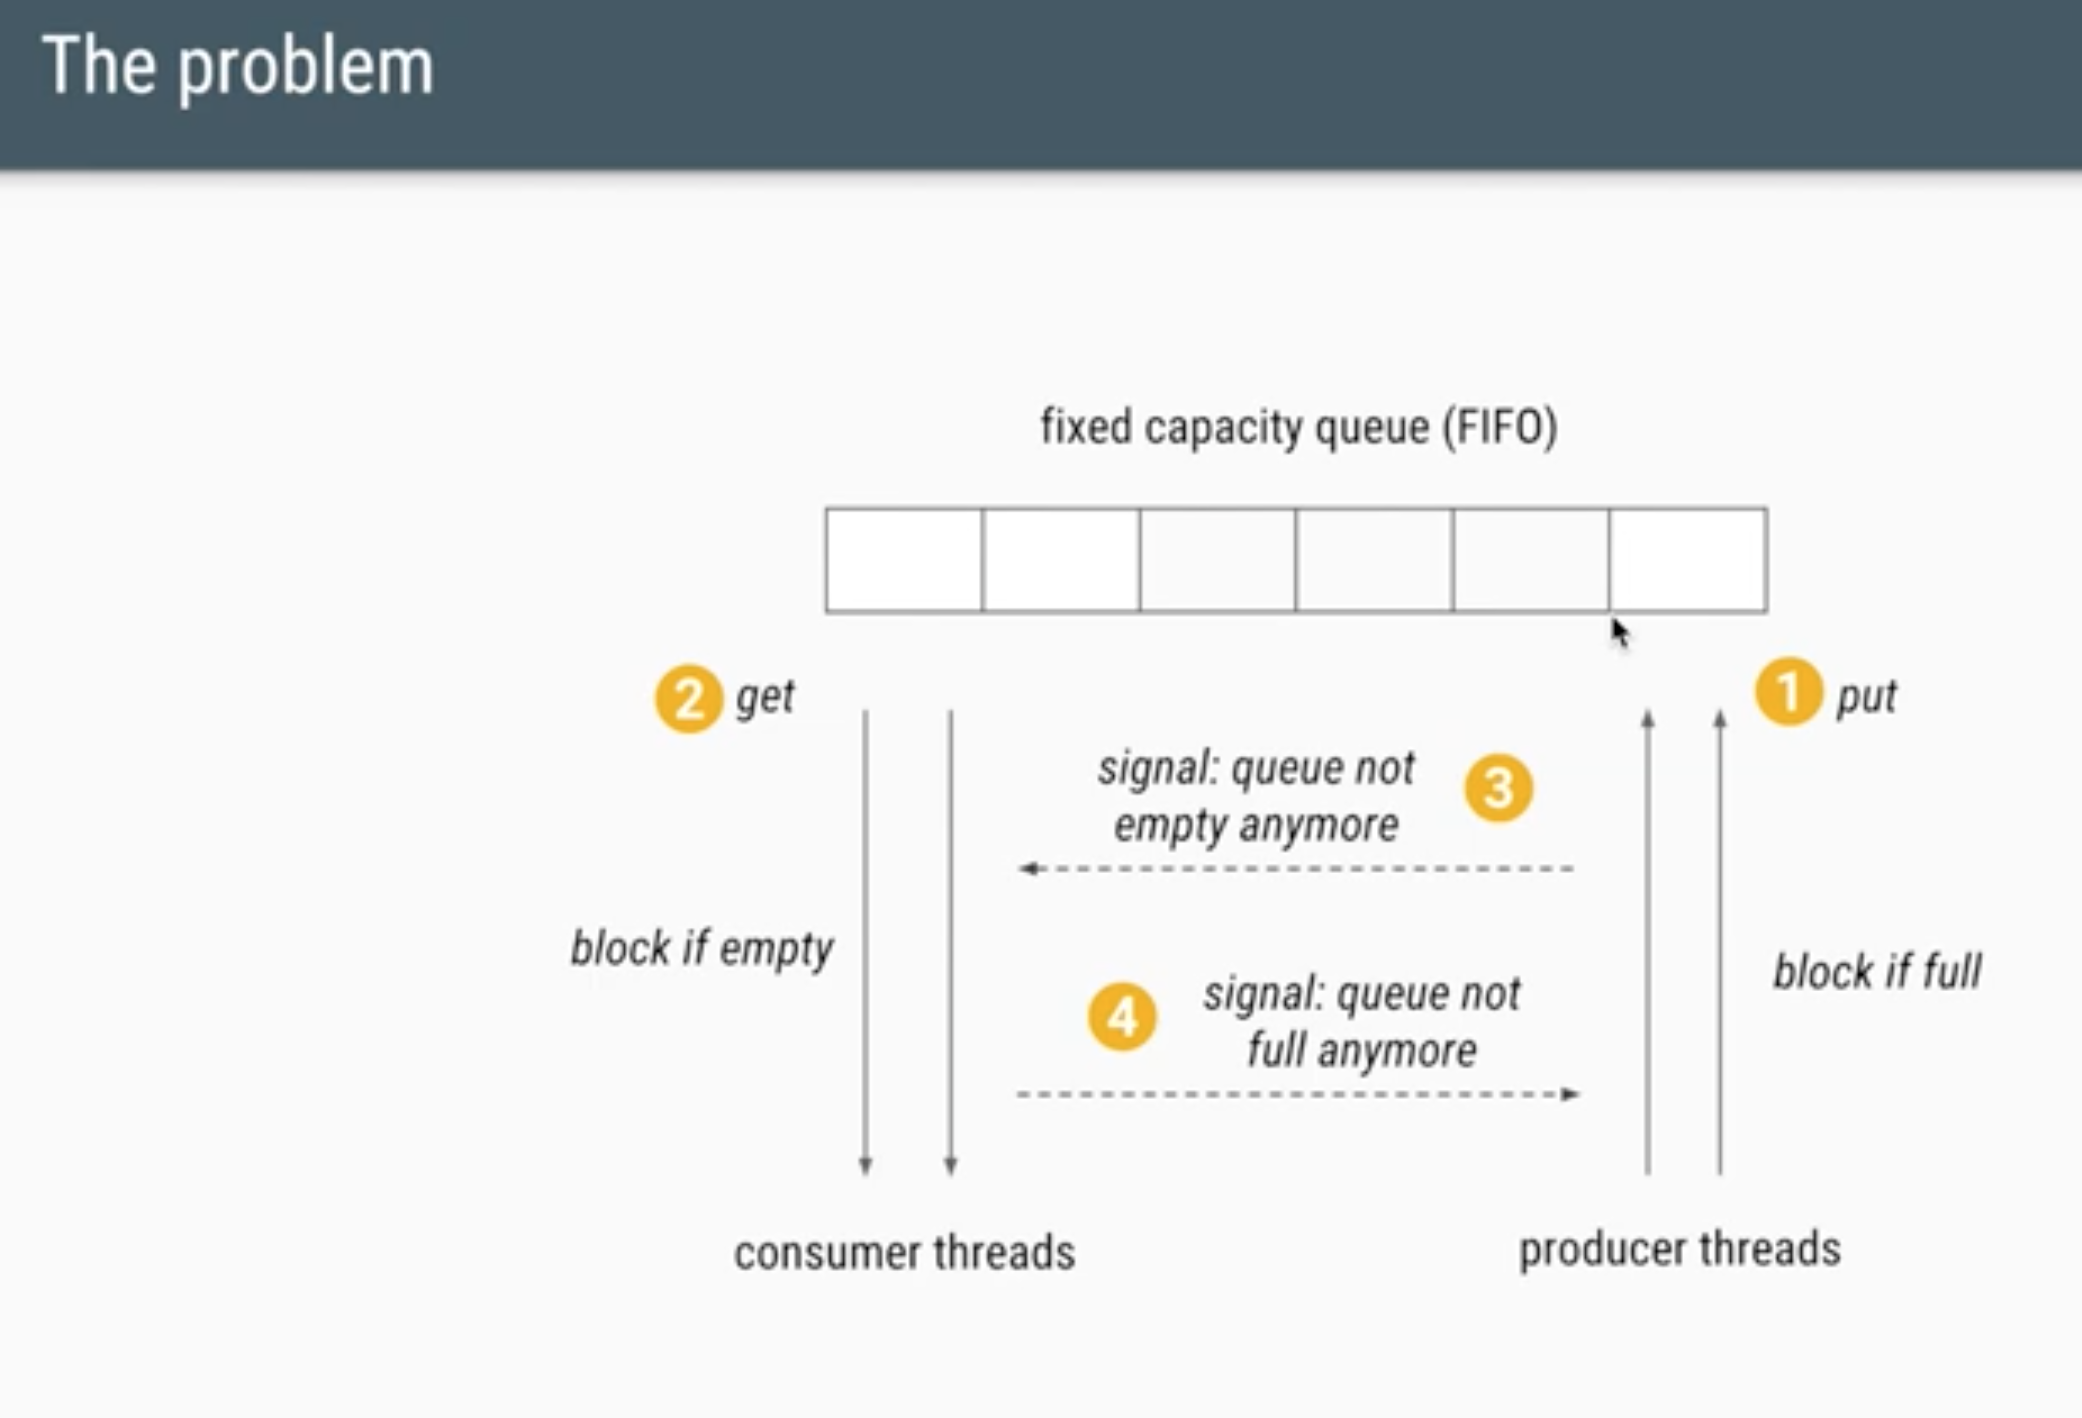 The problem
fixed capacity queue (FIFO)
2 get
1 put
signal: queue not
empty anymore
3
block if empty
block if full
4
signal: queue not
full anymore
consumer threads
producer threads